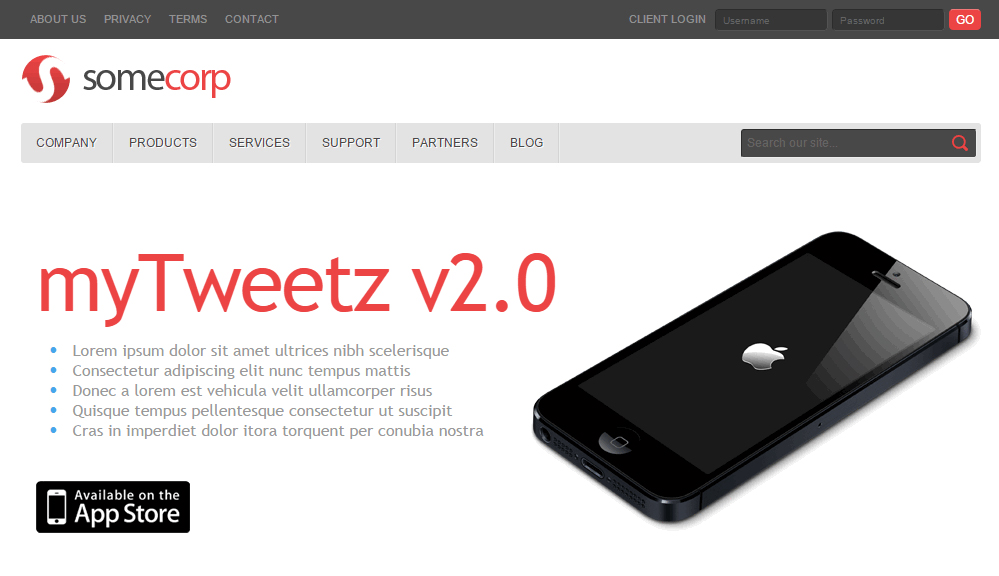 ABOUT US PRIVACY TERMS CONTACT CLIENT LOGIN Username Password GO
somecorp
COMPANY PRODUCTS SERVICES SUPPORT PARTNERS BLOG Search our site...
myTweetz v2.0
Lorem ipsum dolor sit amet ultrices nibh scelerisque
Consectetur adipiscing elit nunc tempus mattis
Donec a lorem est vehicula velit ullamcorper risus
Quisque tempus pellentesque consectetur ut suscipit
Cras in imperdiet dolor itora torquent per conubia nostra
Available on the
App Store